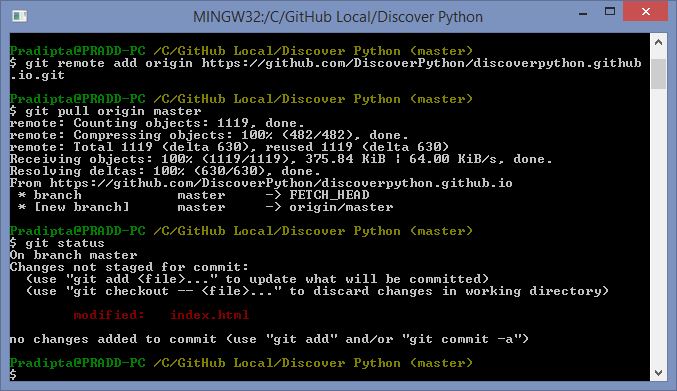 MINGW32:/C/GitHub Local/Discover Python
Pradipta@PRADD-PC /C/GitHub Local/Discover Python (master)
$ git remote add origin https://github.com/DiscoverPython/discoverpython.github
.io.git
Pradipta@PRADD-PC /C/GitHub Local/Discover Python (master)
$ git pull origin master
remote: Counting objects: 1119, done.
remote: Compressing objects: 100% (482/482), done.
remote: Total 1119 (delta 630), reused 1119 (delta 630)
Receiving objects: 100% (1119/1119), 375.84 KiB ¦ 64.00 KiB/s, done.
Resolving deltas: 100% (630/630), done.
From https://github.com/DiscoverPython/discoverpython.github.io
 * branch            master     -> FETCH_HEAD
 * [new branch]      master     -> origin/master
Pradipta@PRADD-PC /C/GitHub Local/Discover Python (master)
$ git status
On branch master
Changes not staged for commit:
  (use "git add <file>..." to update what will be committed)
  (use "git checkout -- <file>..." to discard changes in working directory)
        modified:   index.html
no changes added to commit (use "git add" and/or "git commit -a")
Pradipta@PRADD-PC /C/GitHub Local/Discover Python (master)
$